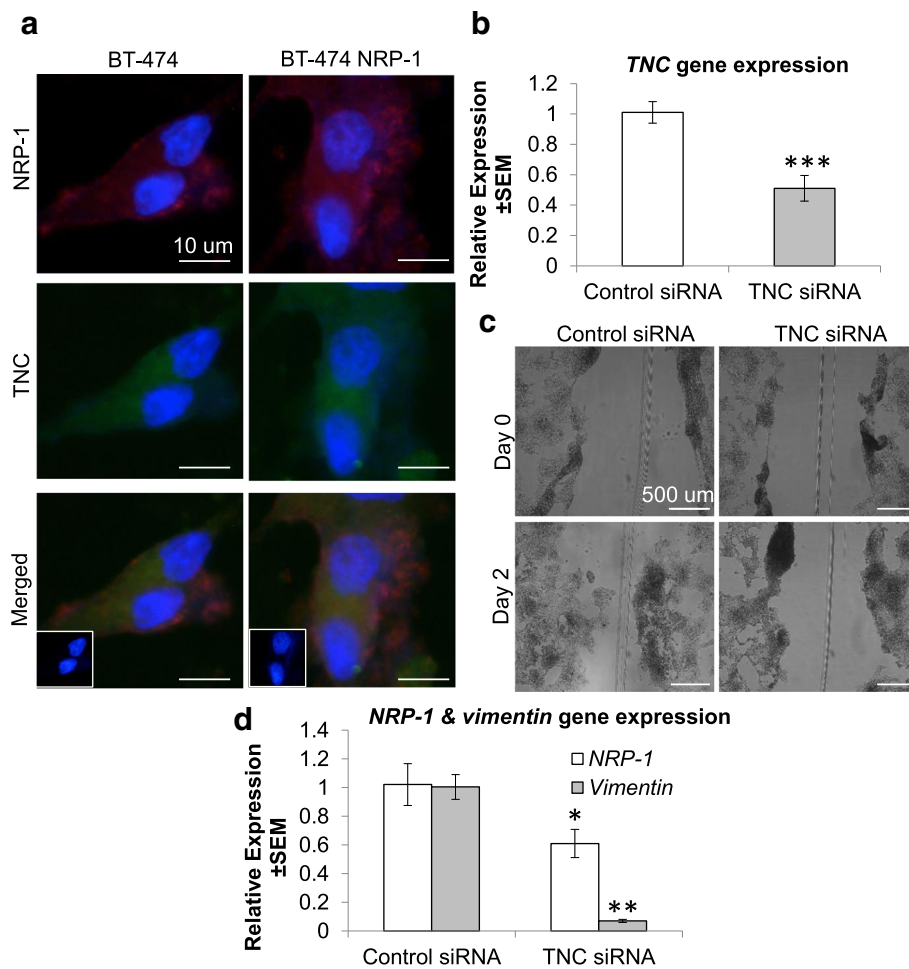 a
BT-474
BT-474 NRP-1
NRP-1
10 um
TNC
Merged
b
TNC gene expression
Relative Expression
±SEM
1.2
1
0.8
0.6
0.4
0.2
0
***
Control siRNA
TNC siRNA
c
Control siRNA
TNC siRNA
Day 0
500 um
Day 2
d
NRP-1 & vimentin gene expression
Relative Expression
±SEM
1.4
1.2
1
0.8
0.6
0.4
0.2
0
NRP-1
Vimentin
*
**
Control siRNA
TNC siRNA